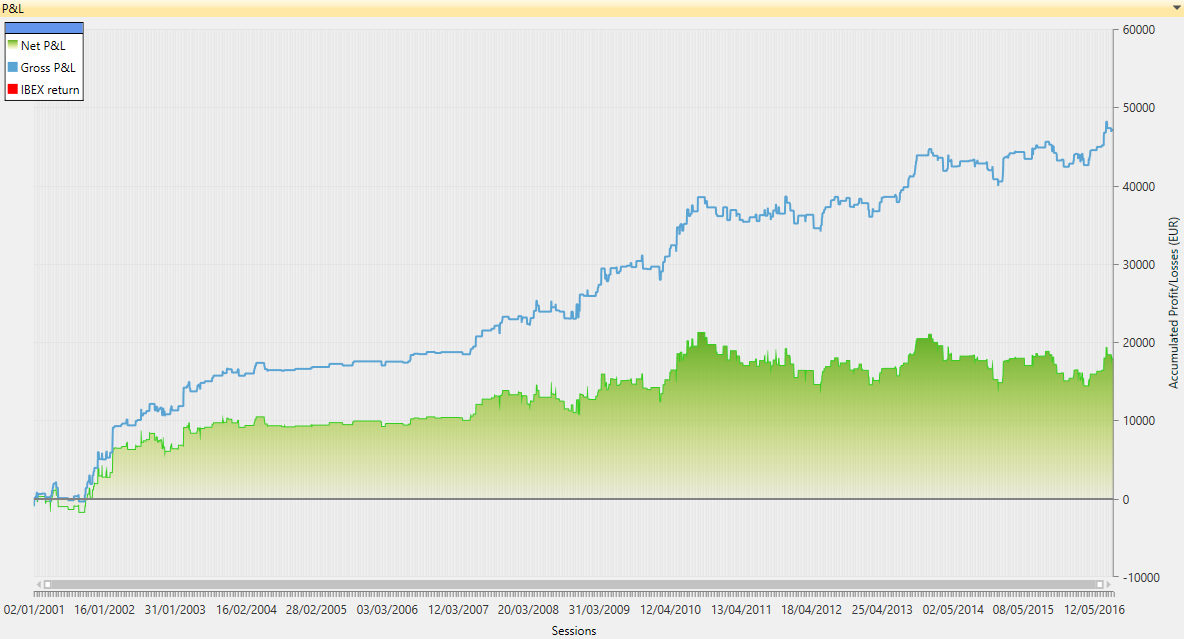 P&L
Net P&L
Gross P&L
IBEX return
60000
50000
40000
30000
20000
10000
0
-10000
Accumulated Profit/Losses (EUR)
02/01/2001 16/01/2002 31/01/2003 16/02/2004 28/02/2005 03/03/2006 12/03/2007 20/03/2008 31/03/2009 12/04/2010 13/04/2011 18/04/2012 25/04/2013 02/05/2014 08/05/2015 12/05/2016
Sessions